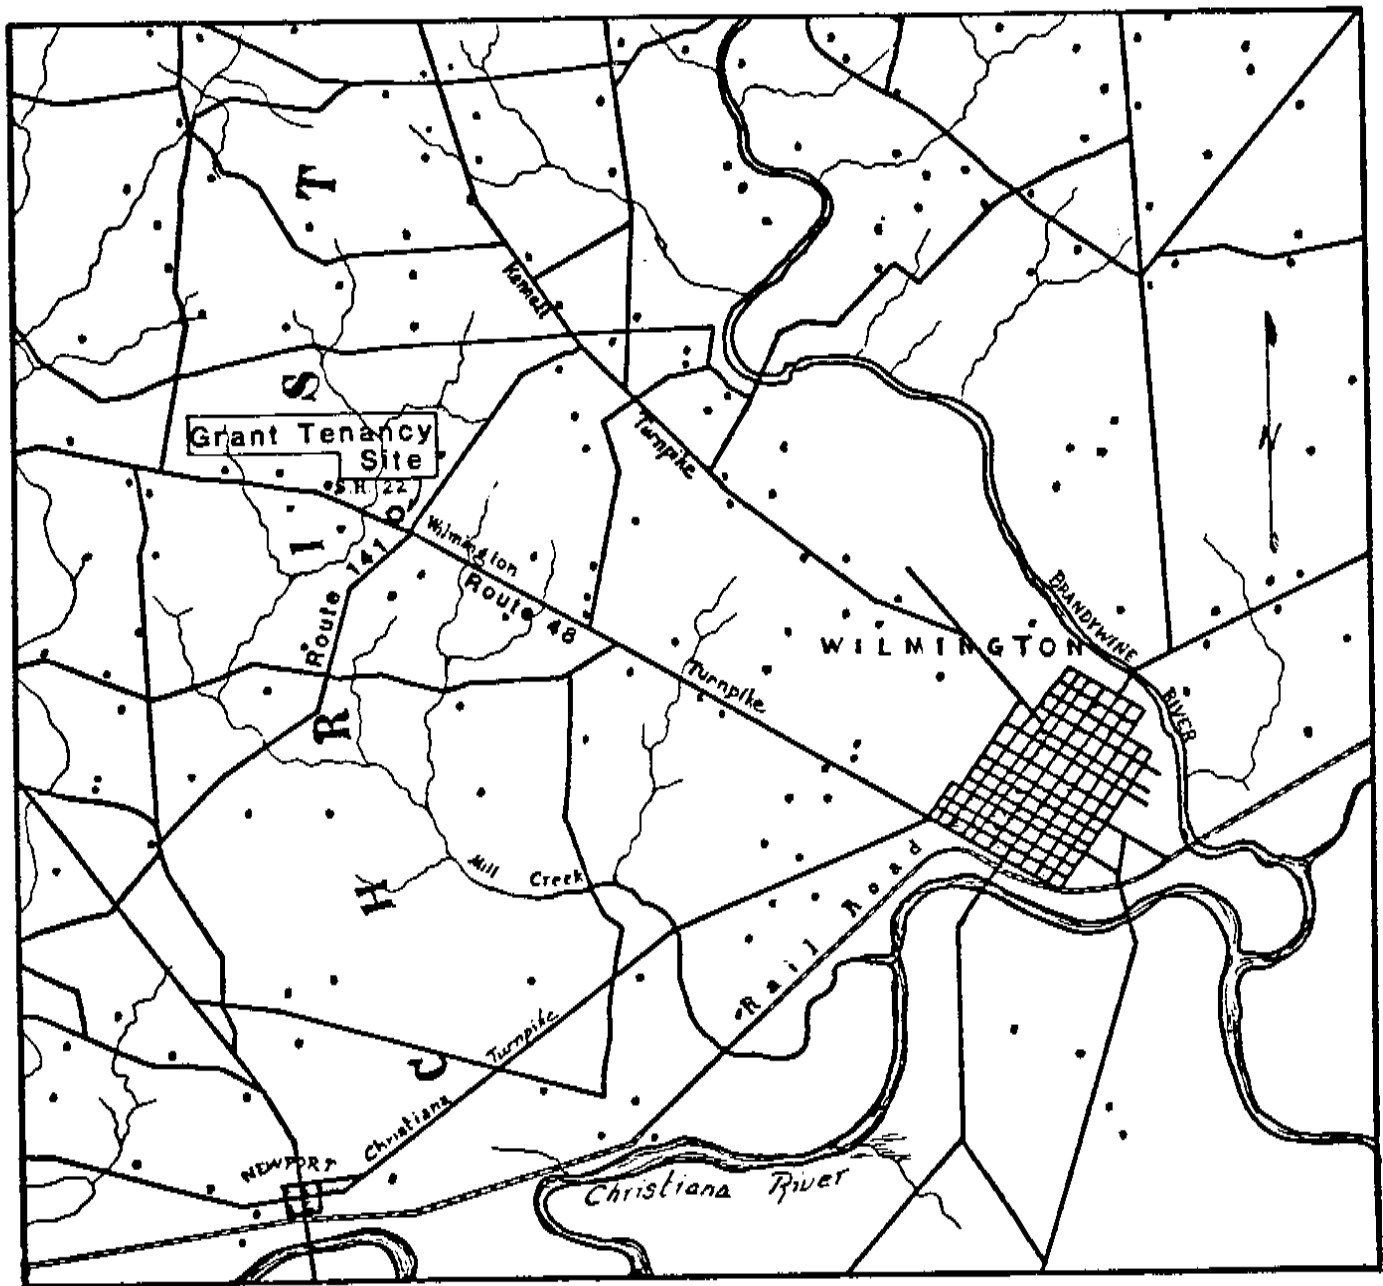 T
Kennett
S
Grant Tenancy
Site
S.H. 22
I
Wilmington
Route 141
Route 48
Turnpike
WILMINGTON
BRANDYWINE
RIVER
N
Turnpike
R
Mill Creek
H
Rail Road
C
Turnpike
Christiana
NEWPORT
Christiana River